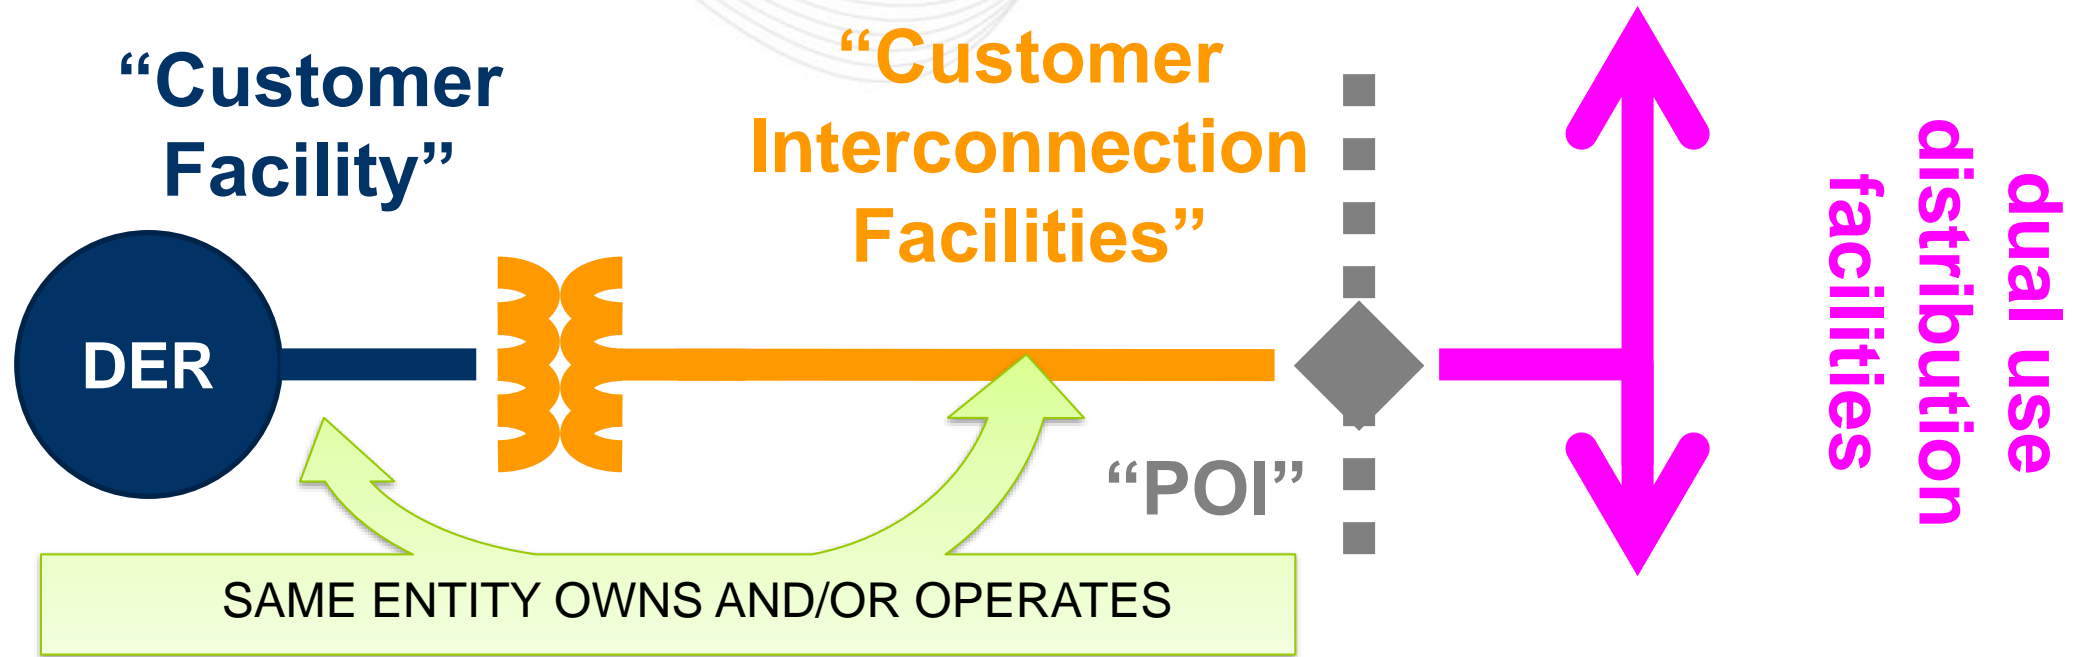 “Customer
Facility”
“Customer
Interconnection
Facilities”
DER
“POI”
dual use
distribution
facilities
SAME ENTITY OWNS AND/OR OPERATES